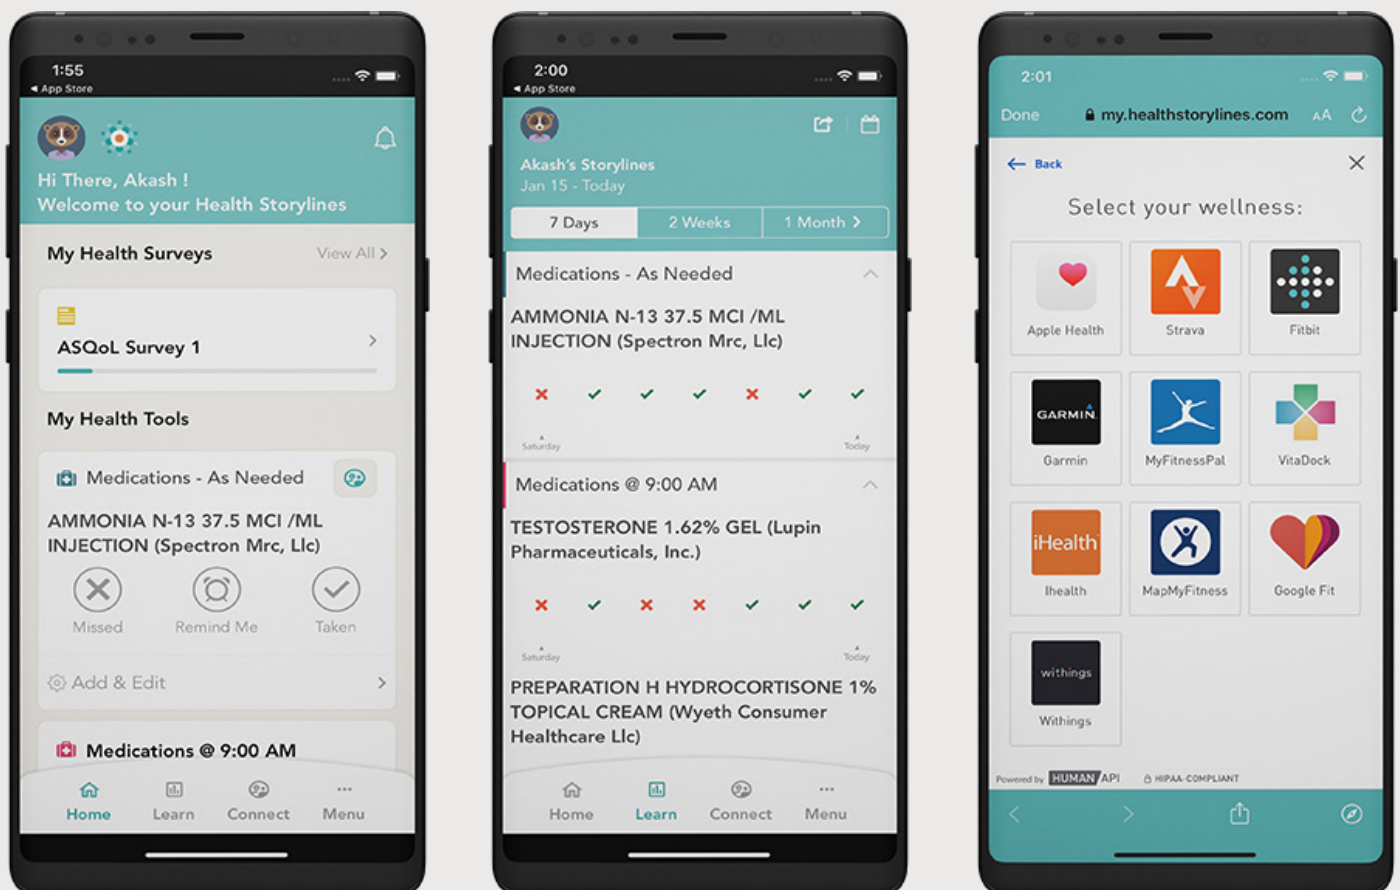 1:55
◀ App Store
Hi There, Akash !
Welcome to your Health Storylines
My Health Surveys
View All >
ASQoL Survey 1
My Health Tools
Medications - As Needed
AMMONIA N-13 37.5 MCI /ML
INJECTION (Spectron Mrc, Llc)
Missed
Remind Me
Taken
Add & Edit
Medications @ 9:00 AM
Home
Learn
Connect
Menu
2:00
◀ App Store
Akash's Storylines
Jan 15 - Today
7 Days
2 Weeks
1 Month >
Medications - As Needed
AMMONIA N-13 37.5 MCI /ML
INJECTION (Spectron Mrc, Llc)
Saturday
Today
Medications @ 9:00 AM
TESTOSTERONE 1.62% GEL (Lupin
Pharmaceuticals, Inc.)
Saturday
Today
PREPARATION H HYDROCORTISONE 1%
TOPICAL CREAM (Wyeth Consumer
Healthcare Llc)
Home
Learn
Connect
Menu
2:01
Done
my.healthstorylines.com
AA
Back
Select your wellness:
Apple Health
Strava
Fitbit
GARMIN
Garmin
MyFitnessPal
VitaDock
iHealth
Ihealth
MapMyFitness
Google Fit
withings
Withings
Powered by HUMAN API
HIPAA-COMPLIANT